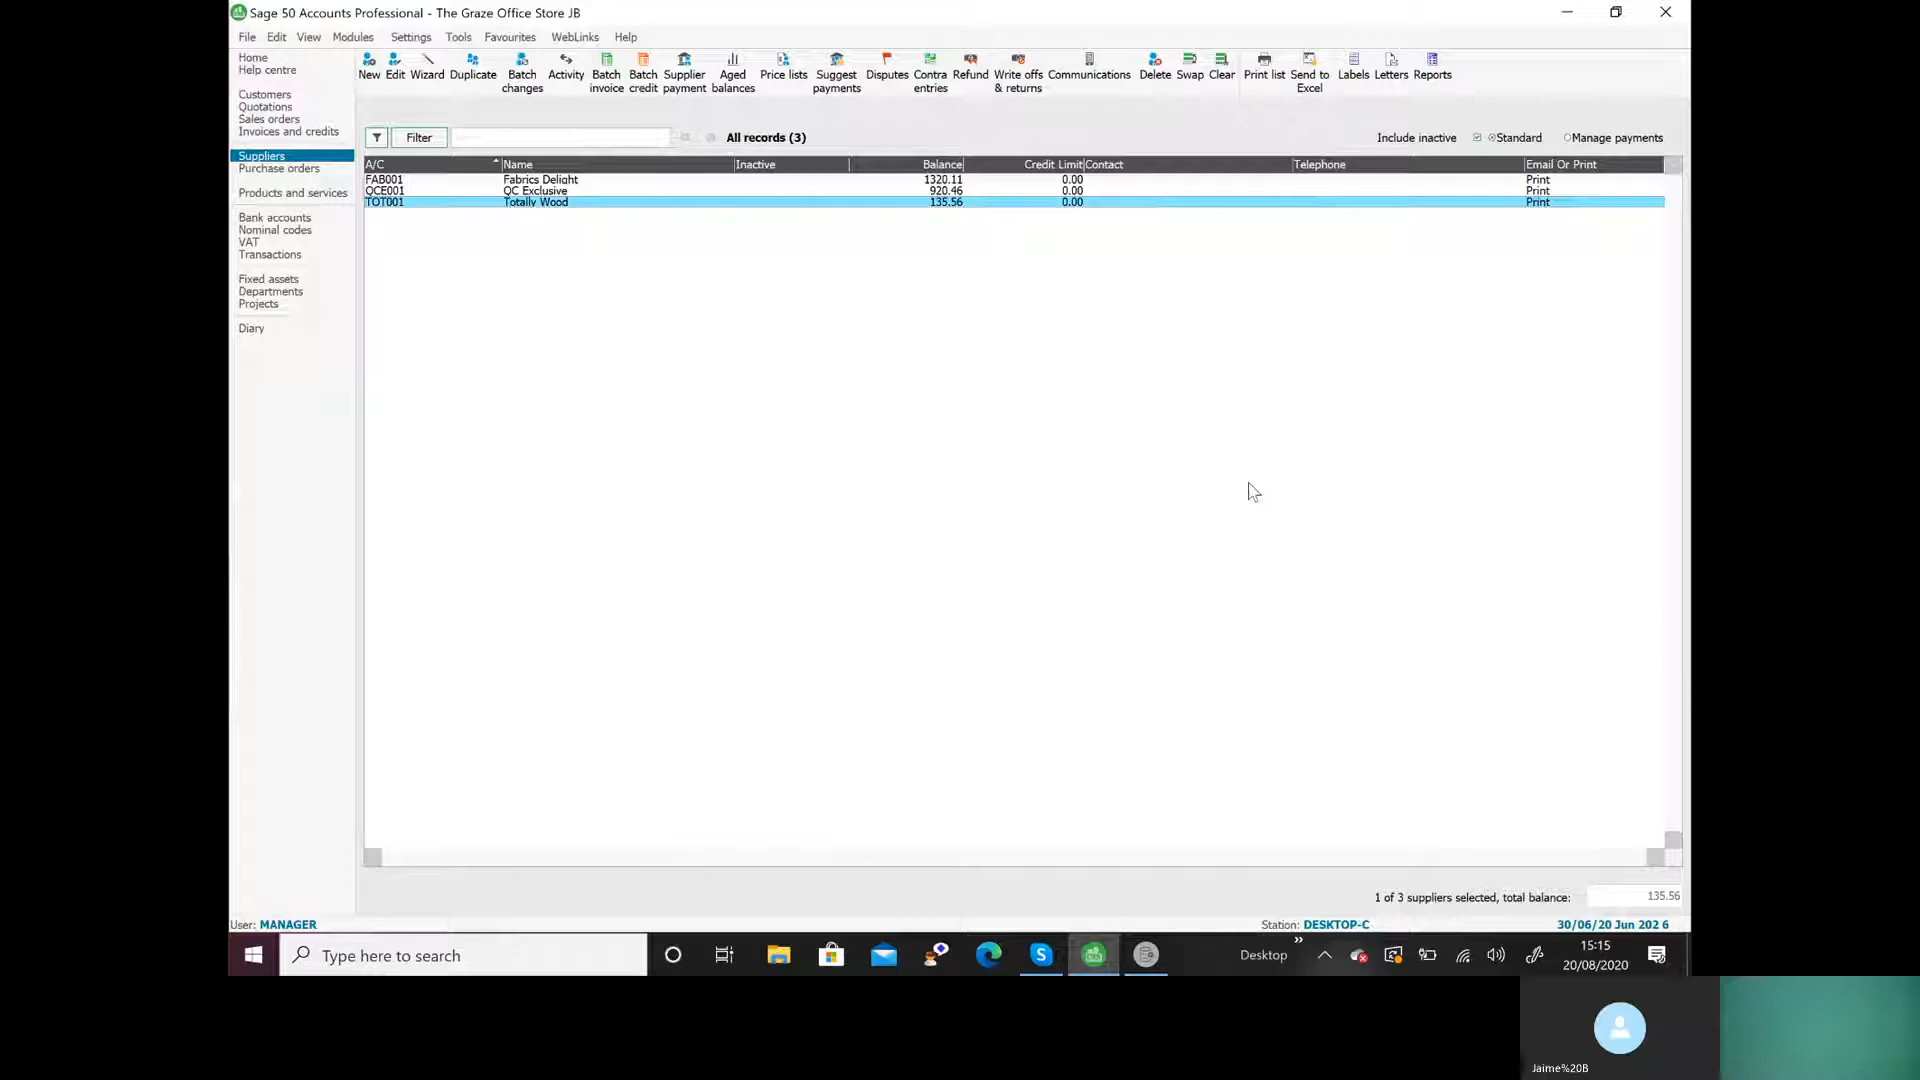 Sage 50 Accounts Professional - The Graze Office Store JB
File Edit View Modules Settings Tools Favourites WebLinks Help
Home
Help centre
Customers
Quotations
Sales orders
Invoices and credits
Suppliers
Purchase orders
Products and services
Bank accounts
Nominal codes
VAT
Transactions
Fixed assets
Departments
Projects
Diary
New Edit Wizard Duplicate Batch changes Activity Batch invoice Batch credit Supplier payment Aged balances Price lists Suggest payments Disputes Contra entries Refund Write offs & returns Communications Delete Swap Clear Print list Send to Excel Labels Letters Reports
Filter All records (3) Include inactive Standard Manage payments
A/C Name Inactive Balance Credit Limit Contact Telephone Email Or Print
FAB001 Fabrics Delight 1320.11 0.00 Print
QCE001 QC Exclusive 920.46 0.00 Print
TOT001 Totally Wood 135.56 0.00 Print
1 of 3 suppliers selected, total balance: 135.56
User: MANAGER Station: DESKTOP-C 30/06/20 Jun 202 6
Type here to search Desktop 15:15
20/08/2020
Jaime%20B